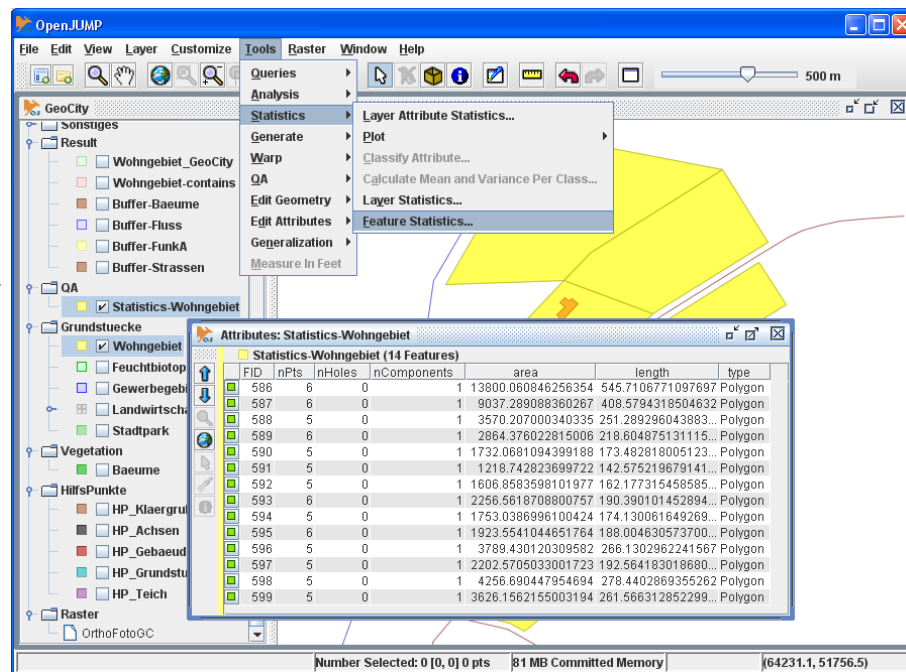 OpenJUMP
File Edit View Layer Customize Tools Raster Window Help
500 m
GeoCity
Sonstiges
Result
Wohngebiet_GeoCity
Wohngebiet-contains
Buffer-Baeume
Buffer-Fluss
Buffer-FunkA
Buffer-Strassen
QA
Statistics-Wohngebiet
Grundstuecke
Wohngebiet
Feuchtbiotop
Gewerbegebi
Landwirtscha
Stadtpark
Vegetation
Baeume
HilfsPunkte
HP_Klaergru
HP_Achsen
HP_Gebaeud
HP_Grundstu
HP_Teich
Raster
OrthoFotoGC
Queries
Analysis
Statistics
Generate
Warp
QA
Edit Geometry
Edit Attributes
Generalization
Measure In Feet
Layer Attribute Statistics...
Plot
Classify Attribute...
Calculate Mean and Variance Per Class...
Layer Statistics...
Feature Statistics...
Attributes: Statistics-Wohngebiet
Statistics-Wohngebiet (14 Features)
FID nPts nHoles nComponents area length type
586 6 0 1 13800.060846256354 545.7106771097697 Polygon
587 6 0 1 9037.289088360267 408.5794318504632 Polygon
588 5 0 1 3570.207000340335 251.289296043883... Polygon
589 6 0 1 2864.376022815006 218.604875131115... Polygon
590 5 0 1 1732.0681094399188 173.482818005123... Polygon
591 5 0 1 1218.742823699722 142.575219679141... Polygon
592 5 0 1 1606.8583598101977 162.177315458585... Polygon
593 6 0 1 2256.5618708800757 190.390101452894... Polygon
594 5 0 1 1753.0386996100424 174.130061649269... Polygon
595 6 0 1 1923.5541044651764 188.004630573700... Polygon
596 5 0 1 3789.430120309582 266.1302962241567 Polygon
597 5 0 1 2202.5705033001723 192.564183018680... Polygon
598 5 0 1 4256.690447954694 278.4402869355262 Polygon
599 5 0 1 3626.1562155003194 261.566312852299... Polygon
Number Selected: 0 [0, 0] 0 pts 81 MB Committed Memory (64231.1, 51756.5)